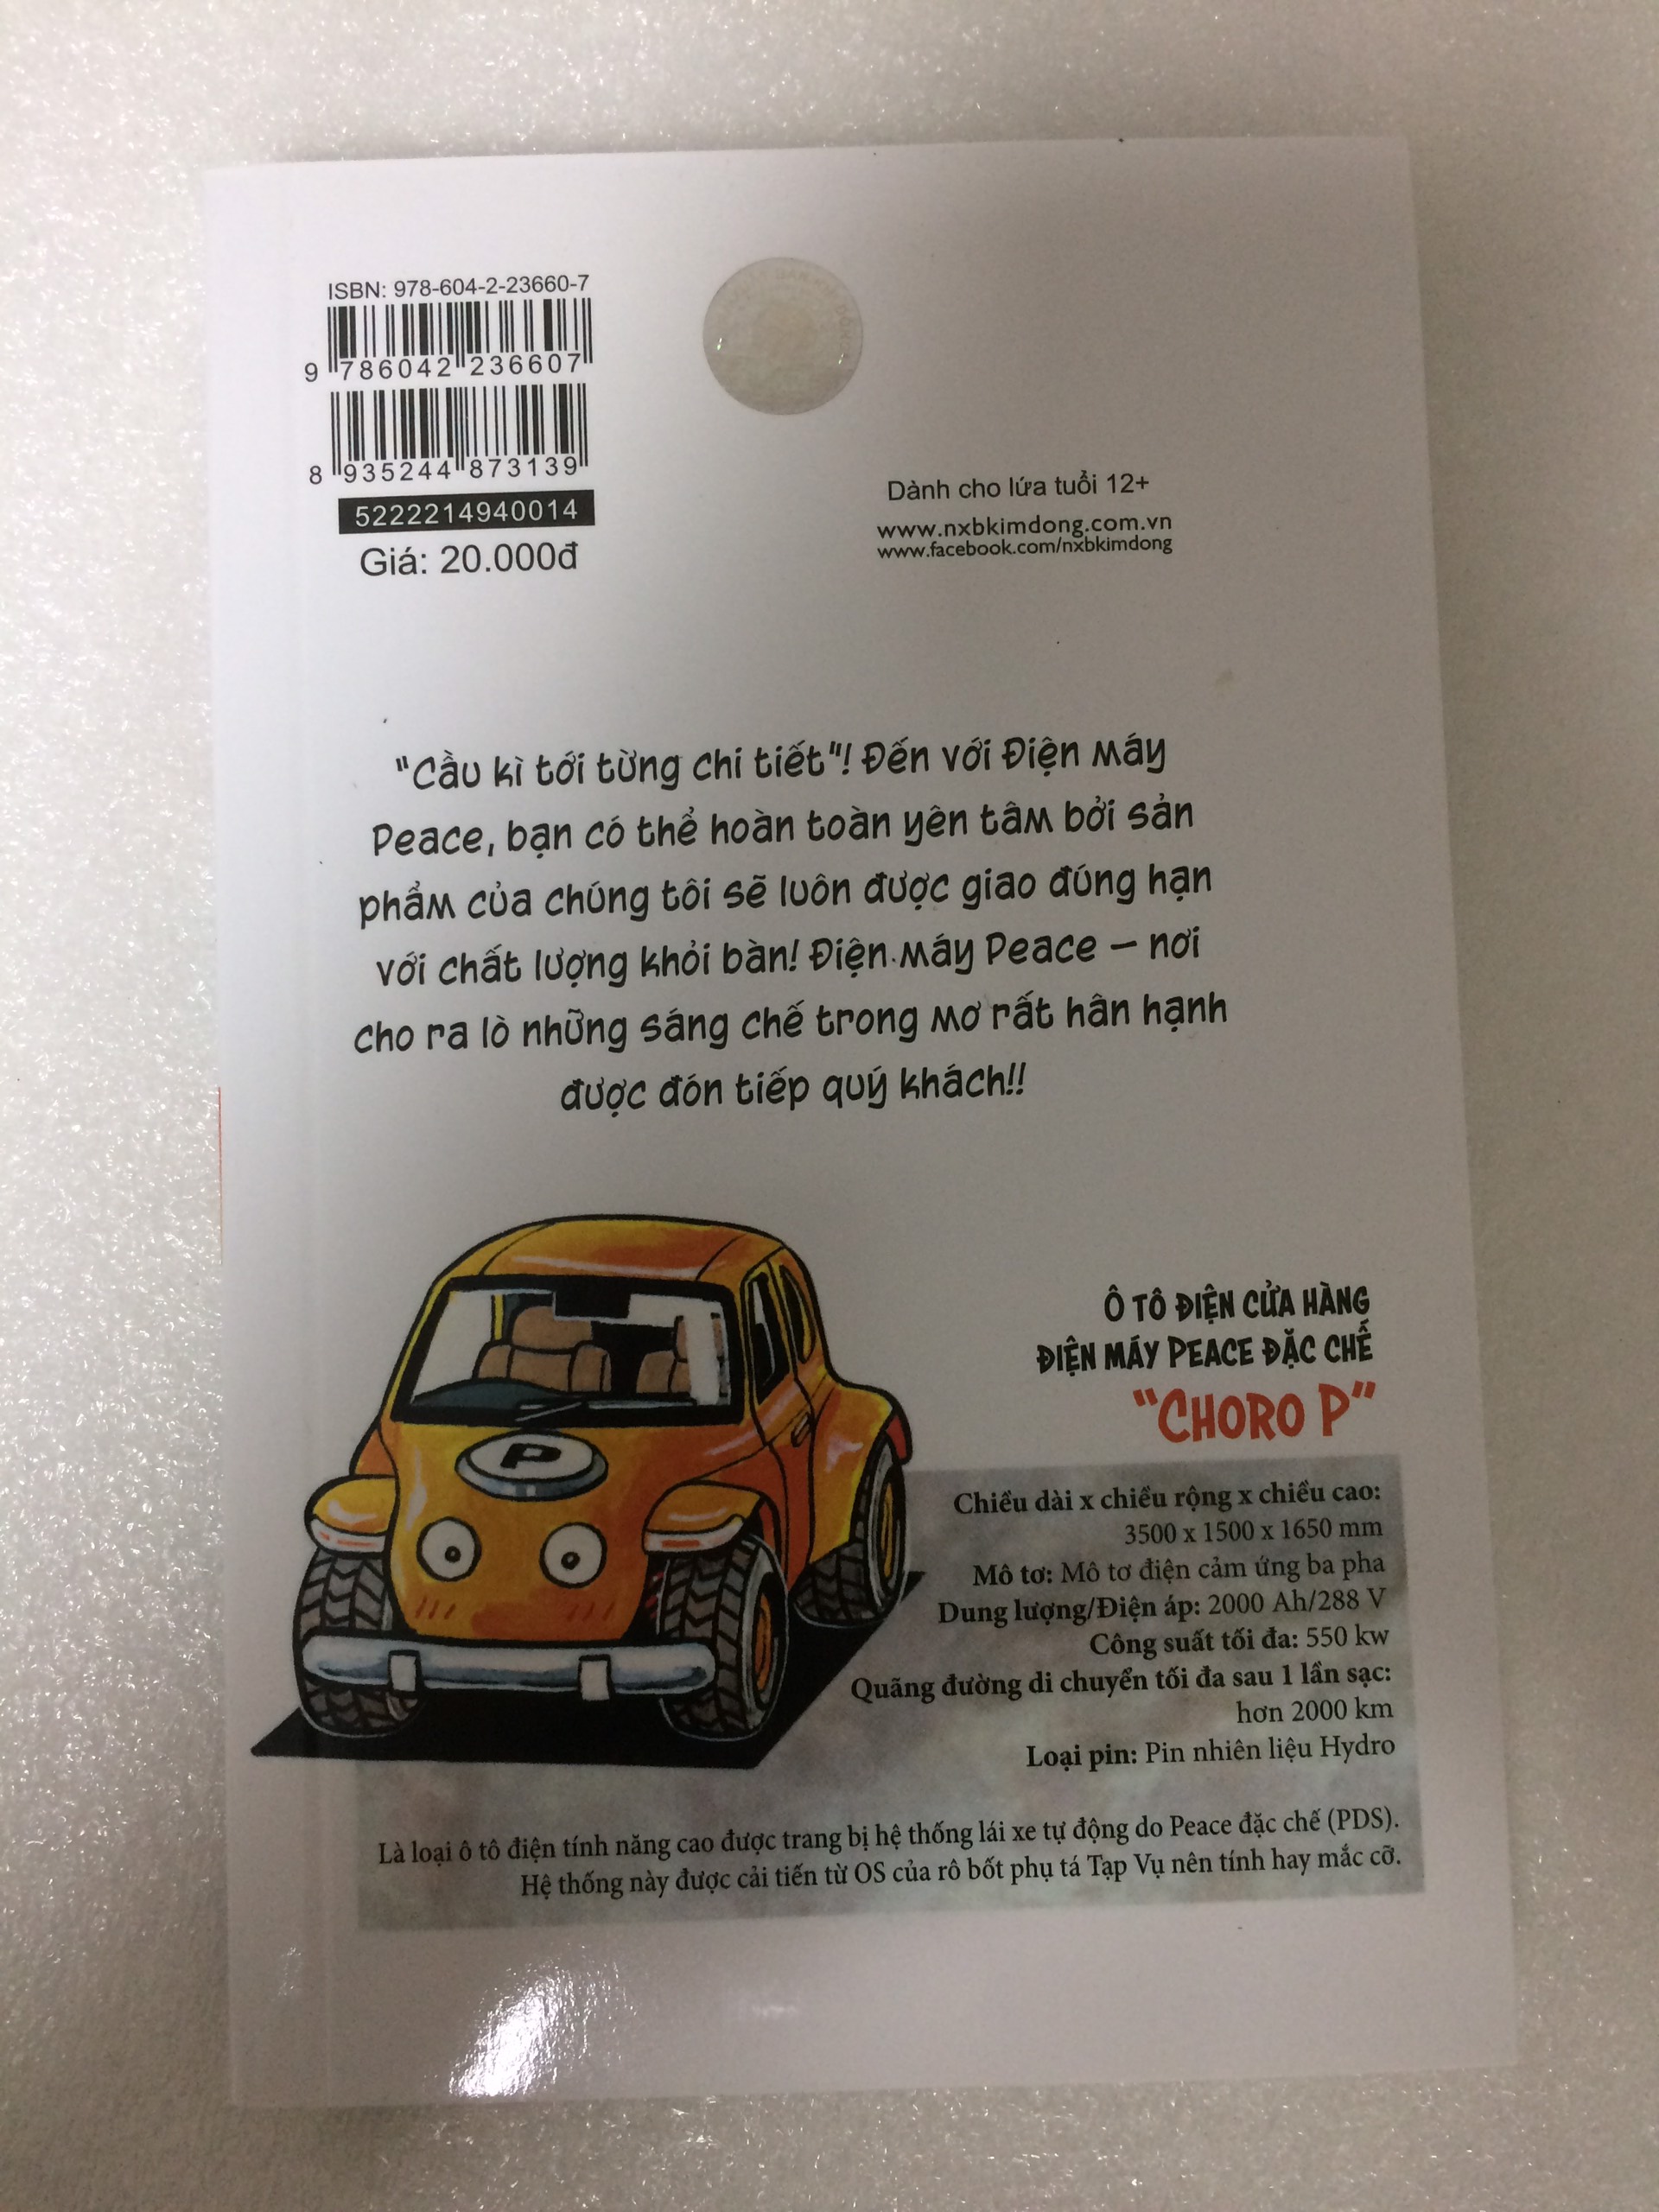 ISBN: 978-604-2-23660-7
9 786042 236607
8 935244 873139
5222214940014
Giá: 20.000đ
Dành cho lứa tuổi 12+
www.nxbkimdong.com.vn
www.facebook.com/nxbkimdong
"Cầu kì tới từng chi tiết"! Đến với Điện máy
Peace, bạn có thể hoàn toàn yên tâm bởi sản
phẩm của chúng tôi sẽ luôn được giao đúng hạn
với chất lượng khỏi bàn! Điện máy Peace – nơi
cho ra lò những sáng chế trong mơ rất hân hạnh
được đón tiếp quý khách!!
P
Ô TÔ ĐIỆN CỬA HÀNG
ĐIỆN MÁY PEACE ĐẶC CHẾ
"CHORO P"
Chiều dài x chiều rộng x chiều cao:
3500 x 1500 x 1650 mm
Mô tơ: Mô tơ điện cảm ứng ba pha
Dung lượng/Điện áp: 2000 Ah/288 V
Công suất tối đa: 550 kw
Quãng đường di chuyển tối đa sau 1 lần sạc:
hơn 2000 km
Loại pin: Pin nhiên liệu Hydro
Là loại ô tô điện tính năng cao được trang bị hệ thống lái xe tự động do Peace đặc chế (PDS).
Hệ thống này được cải tiến từ OS của rô bốt phụ tá Tạp Vụ nên tính hay mắc cỡ.